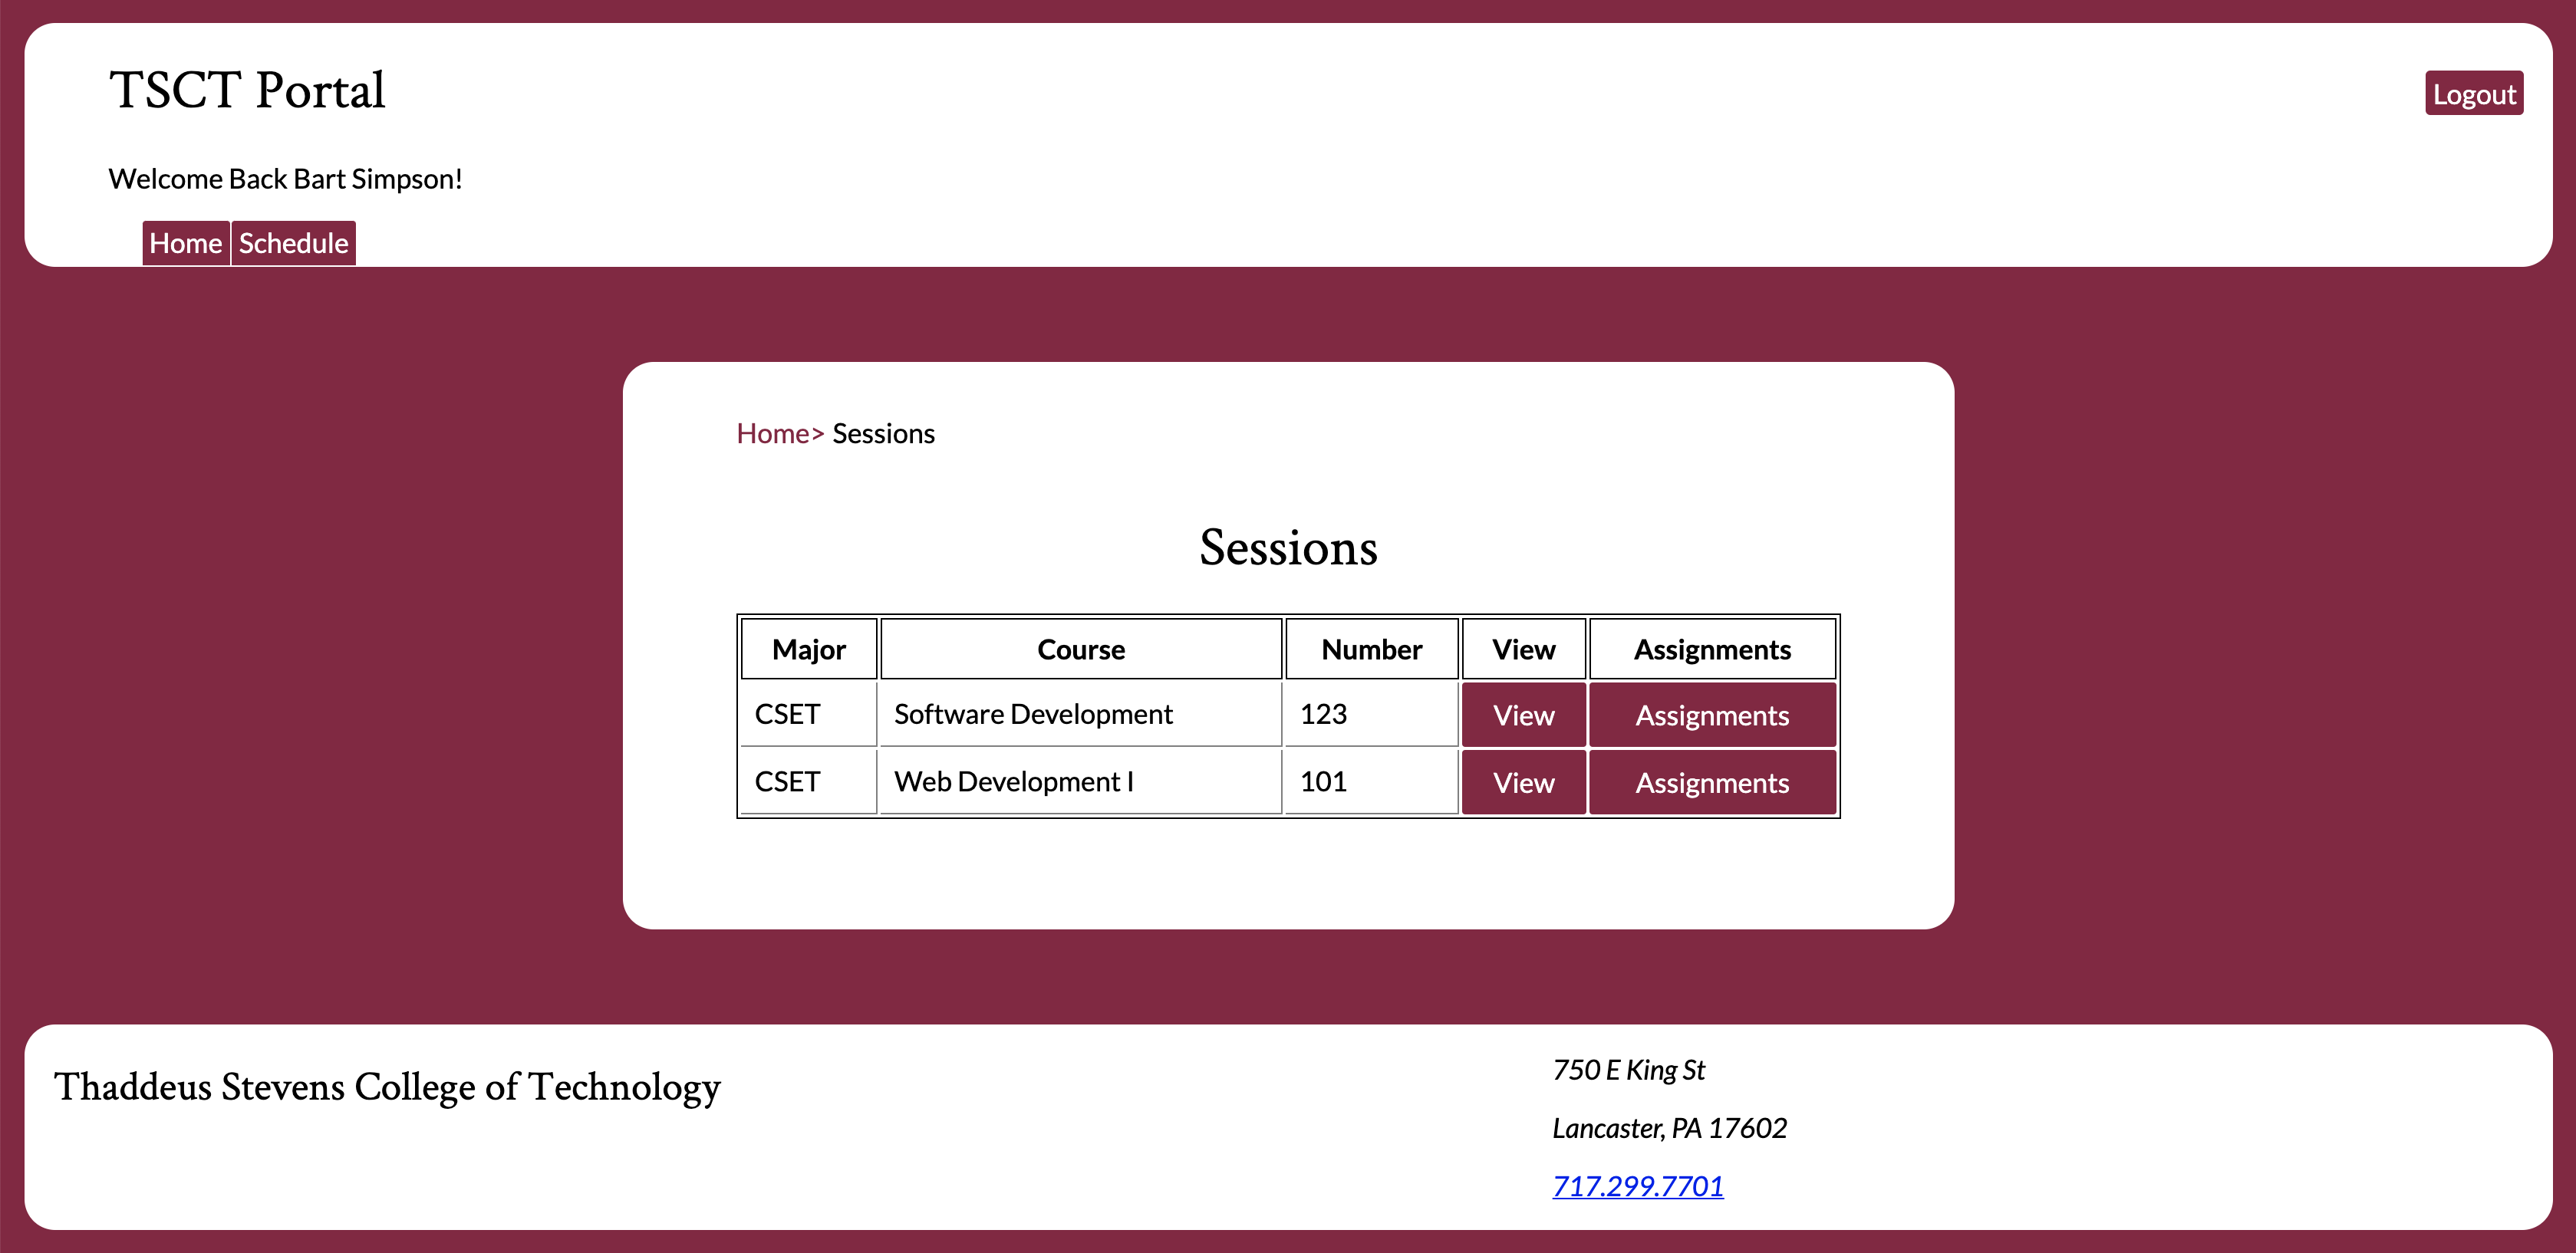 TSCT Portal
Logout
Welcome Back Bart Simpson!
Home Schedule
Home> Sessions
Sessions
Major Course Number View Assignments
CSET Software Development 123 View Assignments
CSET Web Development I 101 View Assignments
Thaddeus Stevens College of Technology
750 E King St
Lancaster, PA 17602
717.299.7701